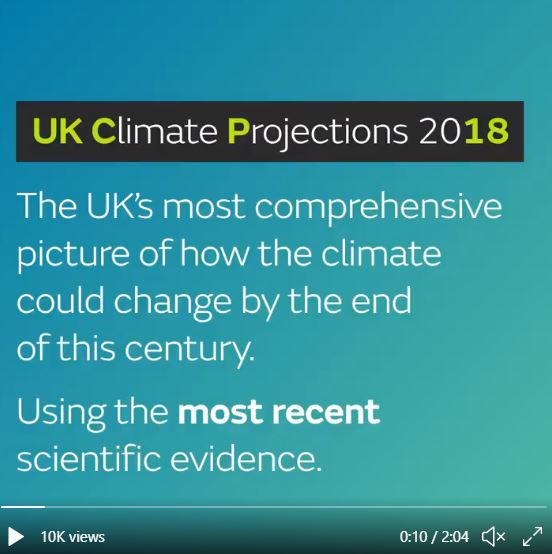 UK Climate Projections 2018
The UK's most comprehensive
picture of how the climate
could change by the end
of this century.
Using the most recent
scientific evidence.
10K views
0:10 / 2:04